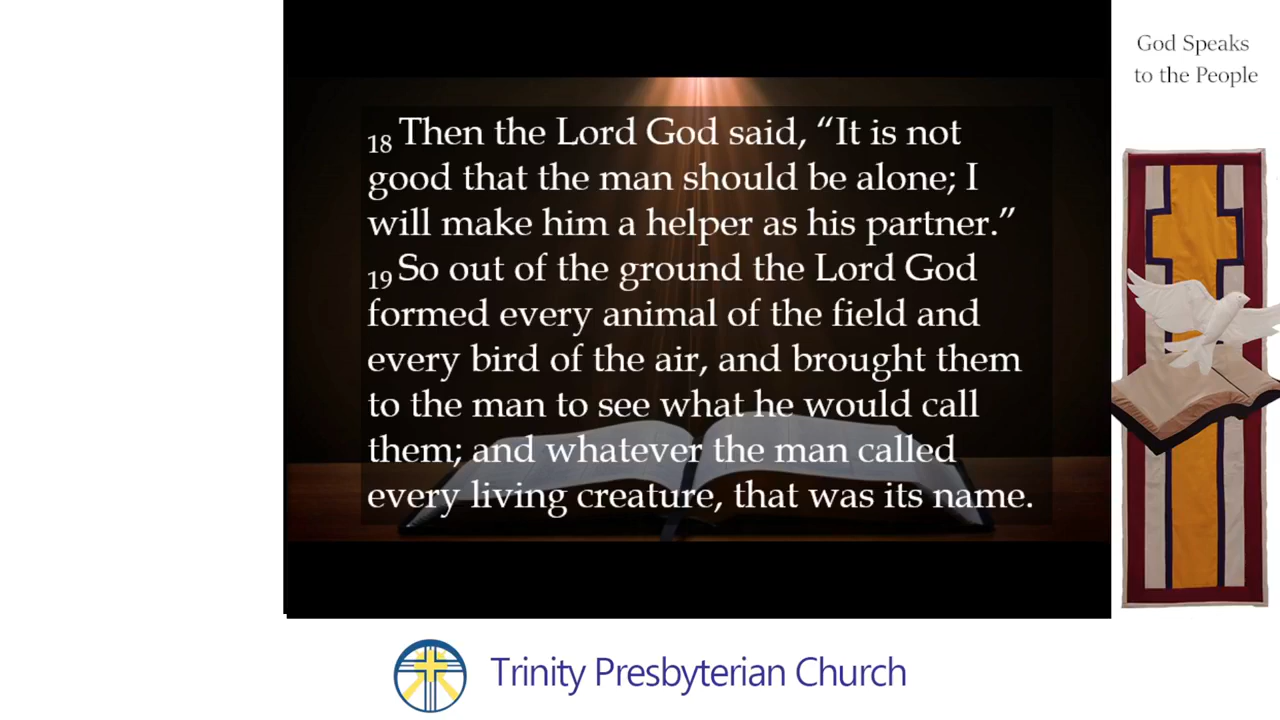 God Speaks
to the People
18 Then the Lord God said, “It is not
good that the man should be alone; I
will make him a helper as his partner.”
19 So out of the ground the Lord God
formed every animal of the field and
every bird of the air, and brought them
to the man to see what he would call
them; and whatever the man called
every living creature, that was its name.
Trinity Presbyterian Church